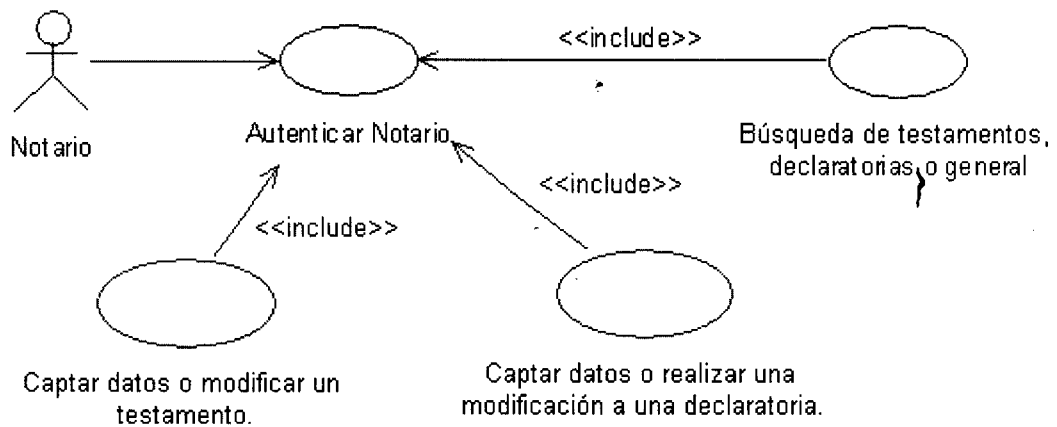 <<include>>
Notario
Autenticar Notario
Búsqueda de testamentos,
declaratorias, o general
<<include>>
<<include>>
Captar datos o modificar un
testamento.
Captar datos o realizar una
modificación a una declaratoria.